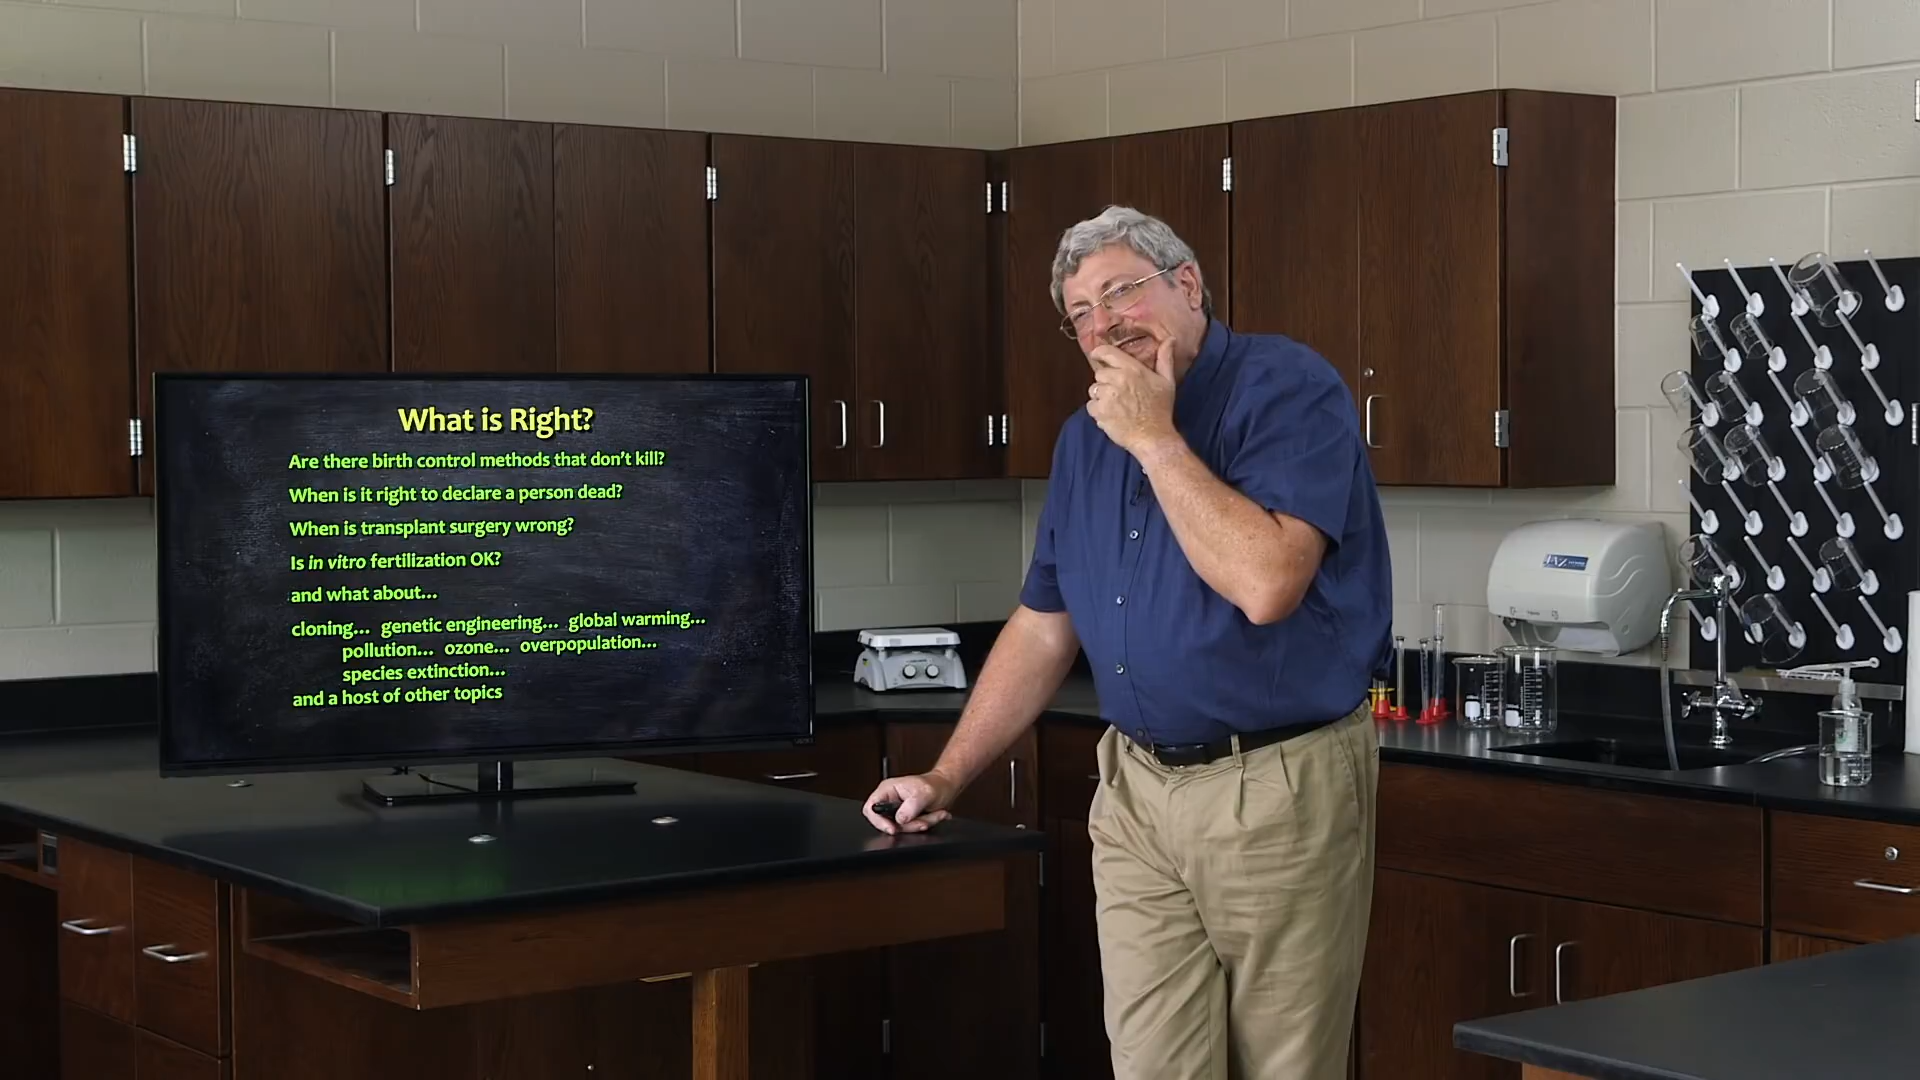 What is Right?
Are there birth control methods that don't kill?
When is it right to declare a person dead?
When is transplant surgery wrong?
Is in vitro fertilization OK?
and what about...
cloning... genetic engineering... global warming...
pollution... ozone... overpopulation...
species extinction...
and a host of other topics